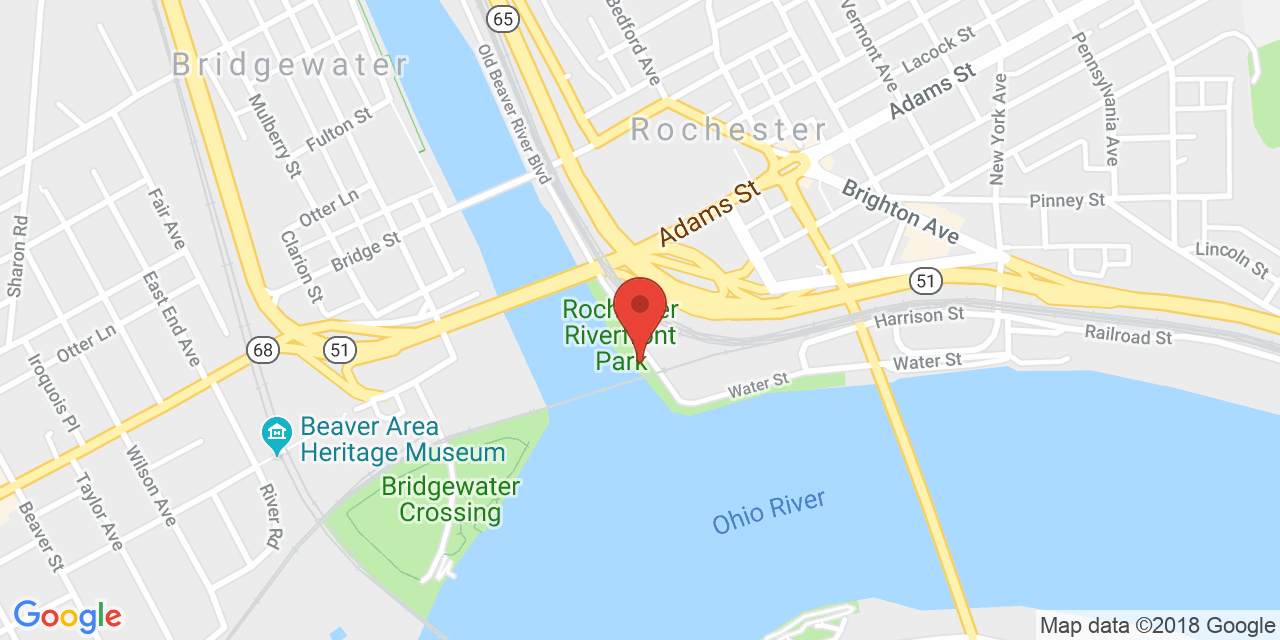 65
Old Beaver River Blvd
Bedford Ave
Vermont Ave
Lacock St
Adams St
Pennsylvania Ave
New York Ave
Lincoln St
Bridgewater
Rochester
Mulberry St
Fulton St
Fair Ave
Otter Ln
Clarion St
Bridge St
Sharon Rd
Adams St
Brighton Ave
Pinney St
Lincoln St
51
East End Ave
Otter Ln
Iroquois Pl
68
51
Riverfront
Park
Harrison St
Railroad St
Water St
Water St
Beaver Area
Heritage Museum
Bridgewater
Crossing
Wilson Ave
Taylor Ave
River Rd
Beaver St
Ohio River
Google
Map data ©2018 Google